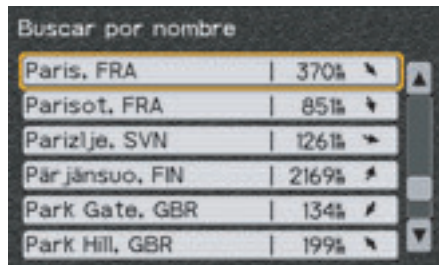 Buscar por nombre
Paris, FRA | 370
Parisot, FRA | 851
Parizlje, SVN | 1261
Pärjänsuo, FIN | 2169
Park Gate, GBR | 134
Park Hill, GBR | 199